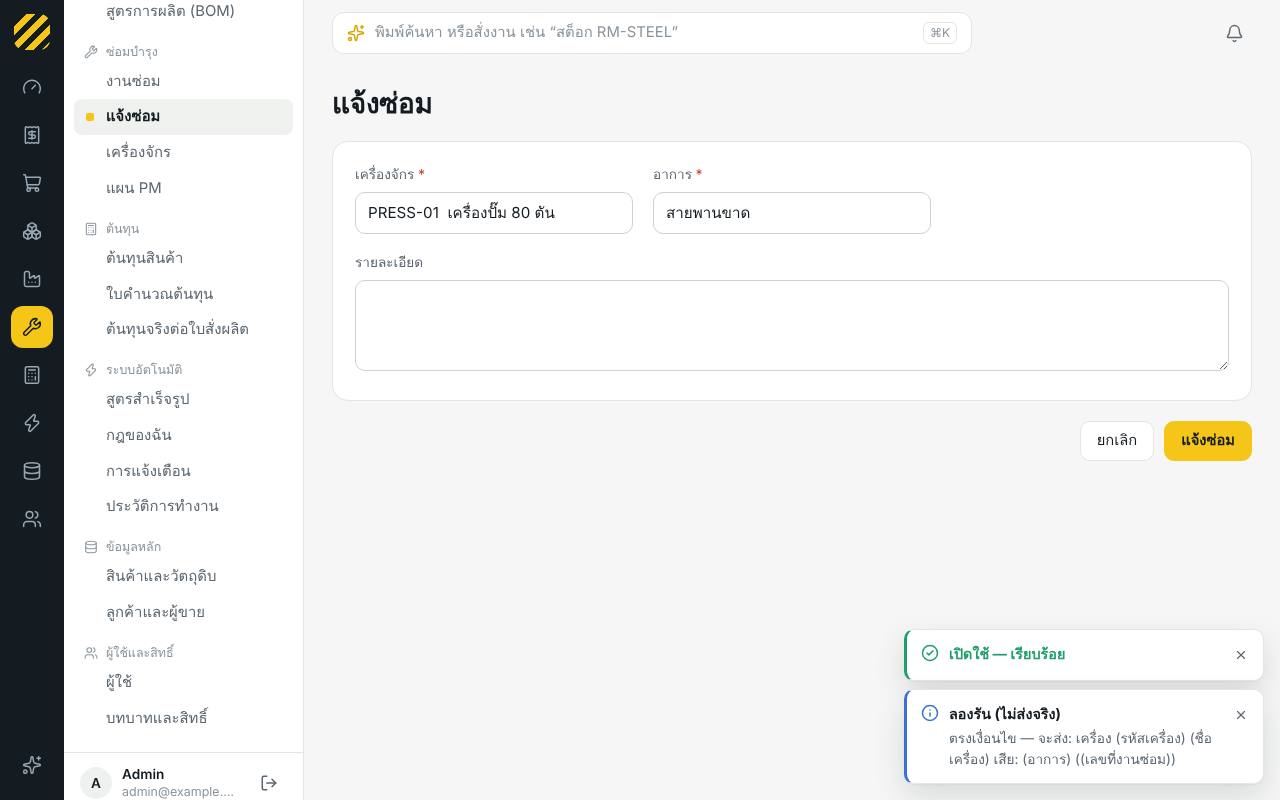 สูตรการผลิต (BOM)
ซ่อมบำรุง
งานซ่อม
แจ้งซ่อม
เครื่องจักร
แผน PM
ต้นทุน
ต้นทุนสินค้า
ใบคำนวณต้นทุน
ต้นทุนจริงต่อใบสั่งผลิต
ระบบอัตโนมัติ
สูตรสำเร็จรูป
กฎของฉัน
การแจ้งเตือน
ประวัติการทำงาน
ข้อมูลหลัก
สินค้าและวัตถุดิบ
ลูกค้าและผู้ขาย
ผู้ใช้และสิทธิ์
ผู้ใช้
บทบาทและสิทธิ์
A
Admin
admin@example....
พิมพ์ค้นหา หรือสั่งงาน เช่น “สต็อก RM-STEEL”
⌘K
แจ้งซ่อม
เครื่องจักร *
อาการ *
PRESS-01 เครื่องปั๊ม 80 ตัน
สายพานขาด
รายละเอียด
ยกเลิก
แจ้งซ่อม
เปิดใช้ — เรียบร้อย
ลองรัน (ไม่ส่งจริง)
ตรงเงื่อนไข — จะส่ง: เครื่อง (รหัสเครื่อง) (ชื่อ
เครื่อง) เสีย: (อาการ) ((เลขที่งานซ่อม))